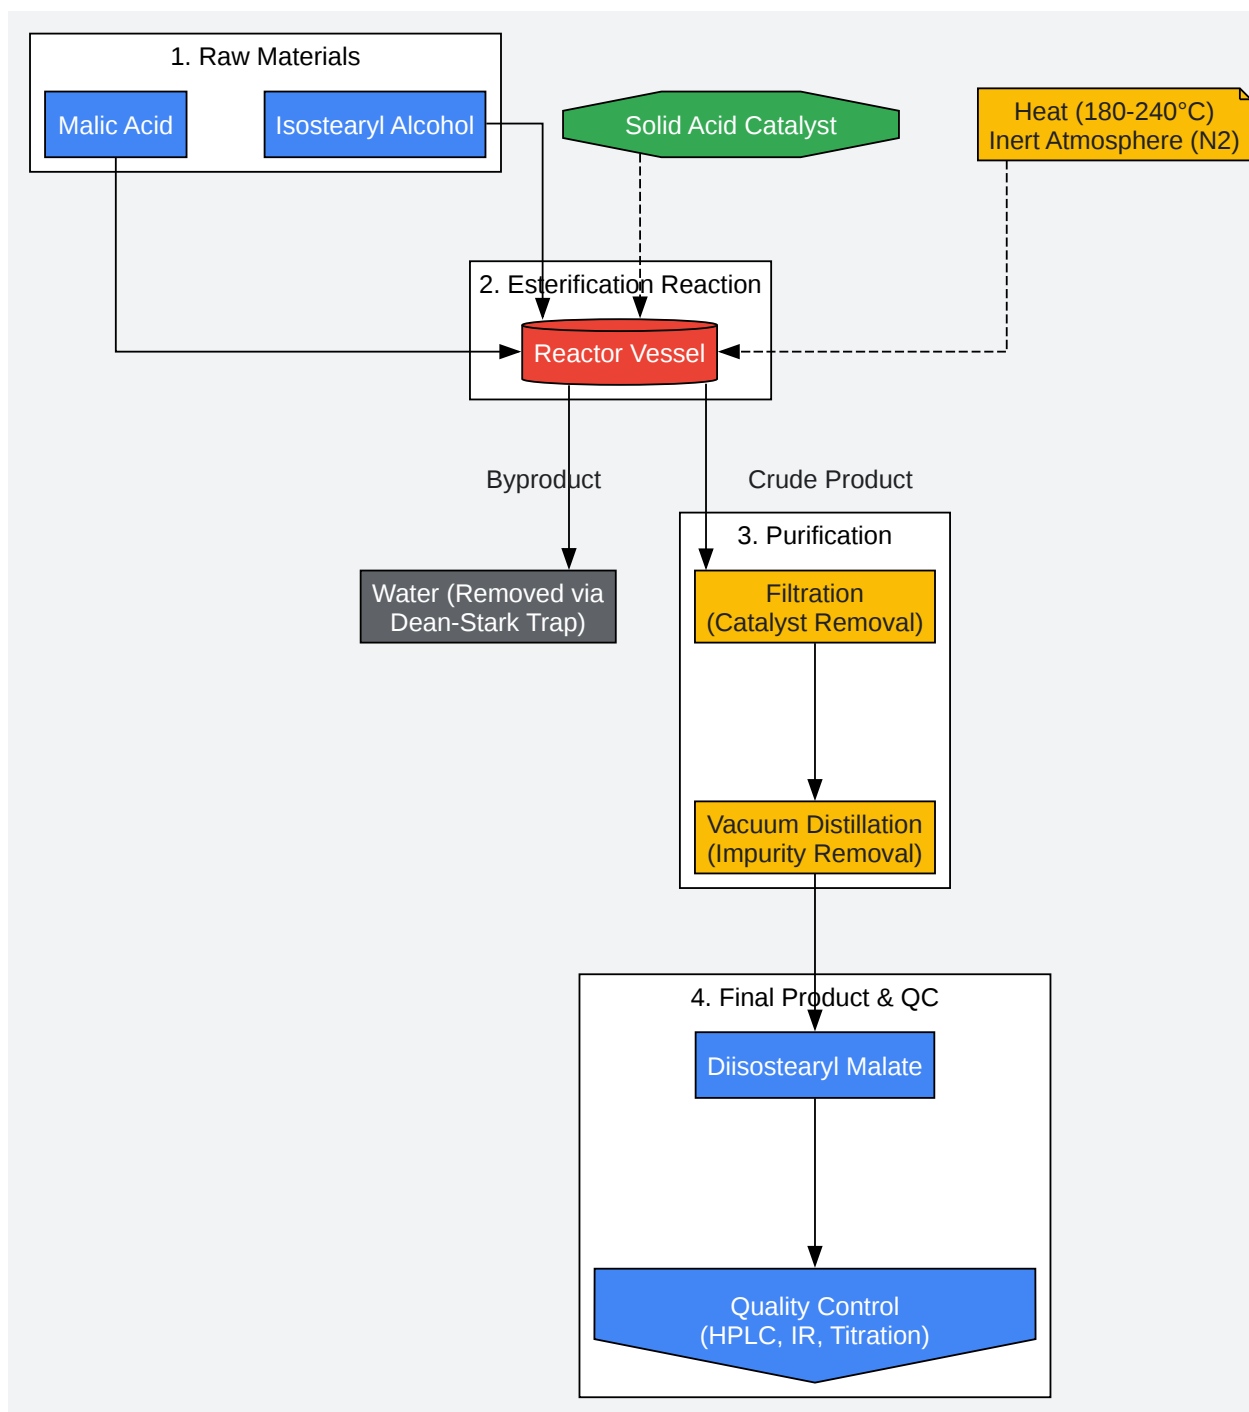 1. Raw Materials
Malic Acid
Isostearyl Alcohol
Solid Acid Catalyst
Heat (180-240°C)
Inert Atmosphere (N2)
2. Esterification Reaction
Reactor Vessel
Byproduct
Crude Product
3. Purification
Water (Removed via
Dean-Stark Trap)
Filtration
(Catalyst Removal)
Vacuum Distillation
(Impurity Removal)
4. Final Product & QC
Diisostearyl Malate
Quality Control
(HPLC, IR, Titration)